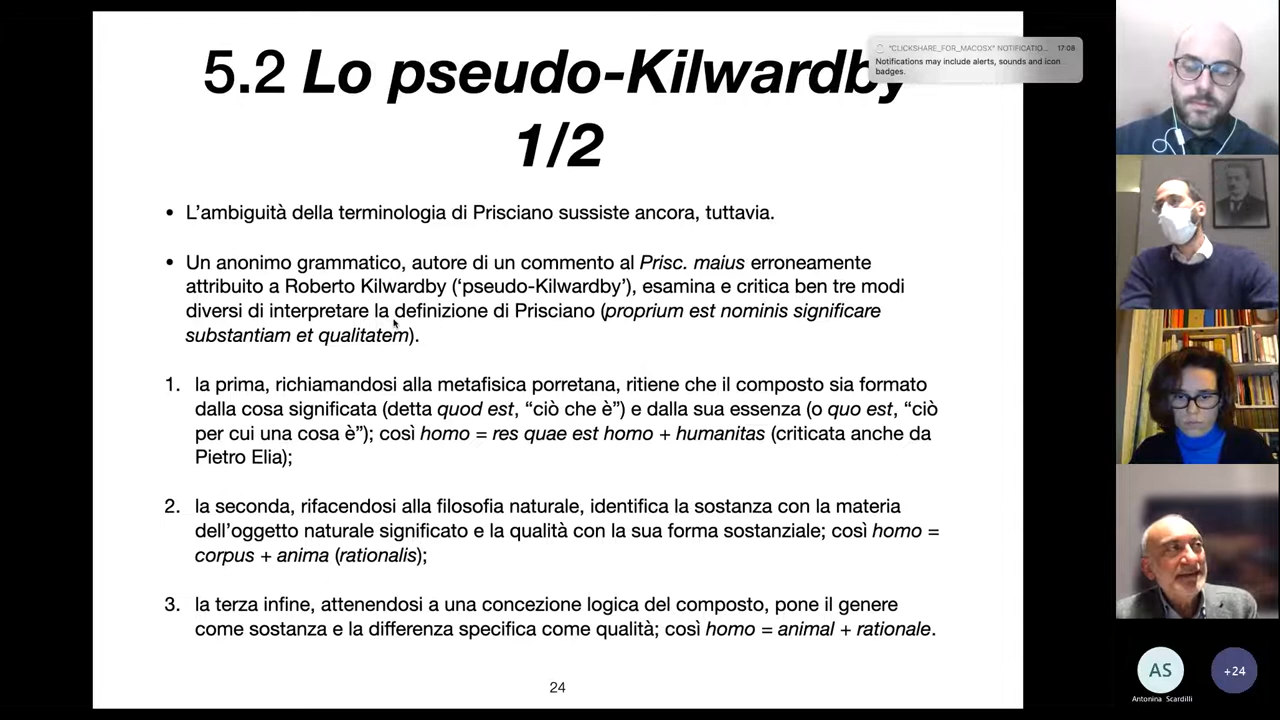 5.2 Lo pseudo-Kilwardby
1/2
"CLICKSHARE_FOR_MACOSX" NOTIFICATIO... 17:08
Notifications may include alerts, sounds and icon
badges.
• L'ambiguità della terminologia di Prisciano sussiste ancora, tuttavia.
• Un anonimo grammatico, autore di un commento al Prisc. maius erroneamente
attribuito a Roberto Kilwardby ('pseudo-Kilwardby'), esamina e critica ben tre modi
diversi di interpretare la definizione di Prisciano (proprium est nominis significare
substantiam et qualitatem).
1. la prima, richiamandosi alla metafisica porretana, ritiene che il composto sia formato
dalla cosa significata (detta quod est, "ciò che è") e dalla sua essenza (o quo est, "ciò
per cui una cosa è"); così homo = res quae est homo + humanitas (criticata anche da
Pietro Elia);
2. la seconda, rifacendosi alla filosofia naturale, identifica la sostanza con la materia
dell'oggetto naturale significato e la qualità con la sua forma sostanziale; così homo =
corpus + anima (rationalis);
3. la terza infine, attenendosi a una concezione logica del composto, pone il genere
come sostanza e la differenza specifica come qualità; così homo = animal + rationale.
24
AS
+24
Antonina Scardilli